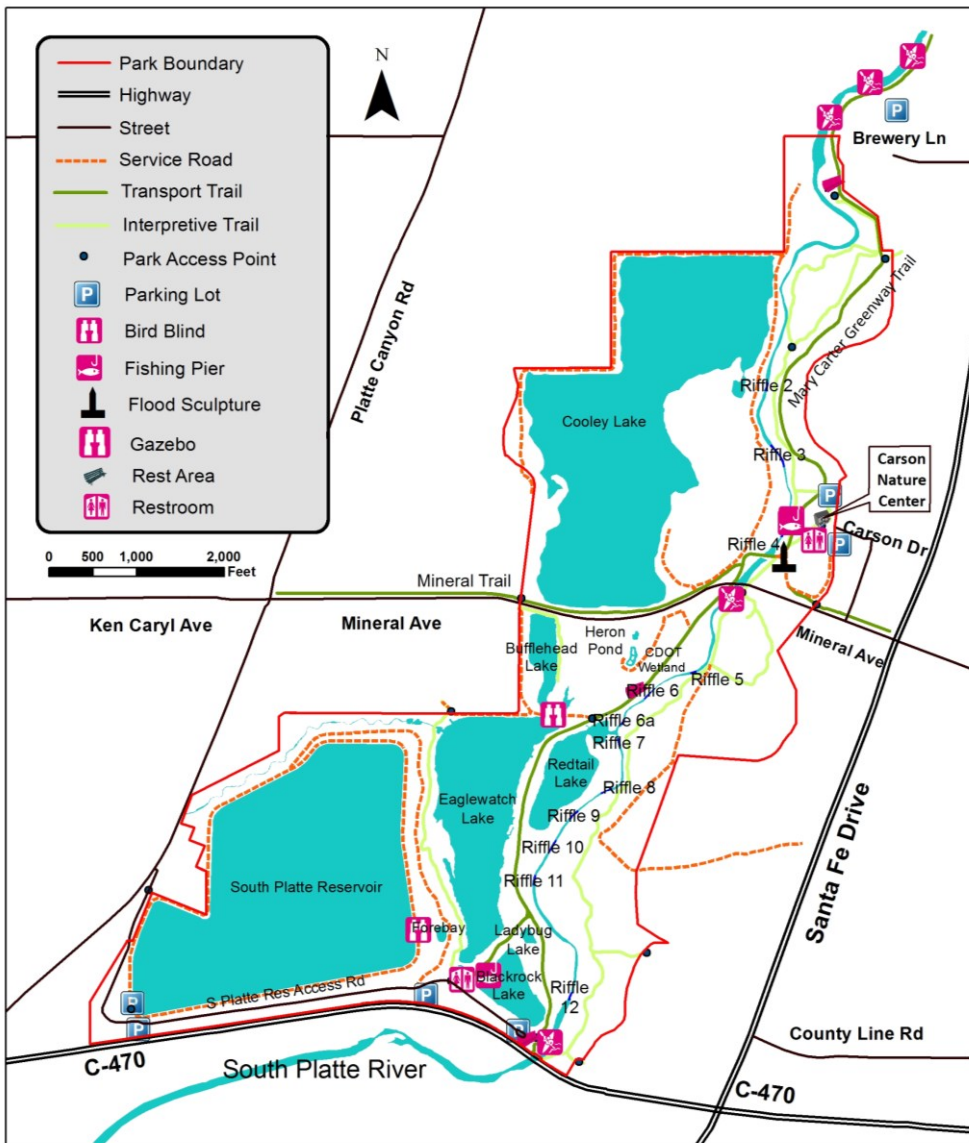 Park Boundary
Highway
Street
Service Road
Transport Trail
Interpretive Trail
Park Access Point
P
Parking Lot
Bird Blind
Fishing Pier
Flood Sculpture
Gazebo
Rest Area
Restroom
0 500 1,000 2,000
Feet
N
P
Brewery Ln
Platte Canyon Rd
Mary Carter Greenway Trail
Riffle 2
Cooley Lake
Riffle 3
Carson
Nature
Center
P
Carson Dr
P
Riffle 4
Mineral Trail
Ken Caryl Ave
Mineral Ave
Mineral Ave
Heron
Pond
Bufflehead
Lake
CDOT
Wetland
Riffle 5
Riffle 6
Riffle 6a
Riffle 7
Redtail
Lake
Riffle 8
Eaglewatch
Lake
Riffle 9
Riffle 10
Riffle 11
South Platte Reservoir
Santa Fe Drive
Forebay
Ladybug
Lake
Blackrock
Lake
Riffle
12
S Platte Res Access Rd
P
P
P
P
County Line Rd
C-470
South Platte River
C-470